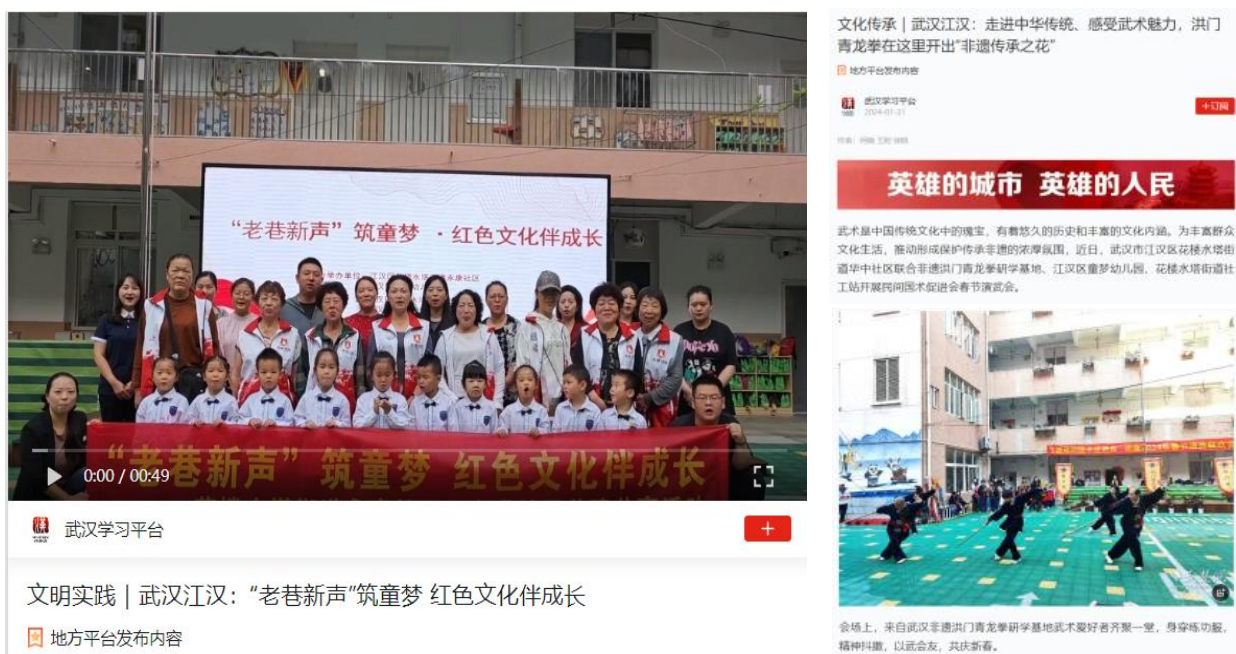 “老巷新声”筑童梦 ·红色文化伴成长
“老巷新声”筑童梦 红色文化伴成长
0:00 / 00:49
武汉学习平台
+
文明实践 | 武汉江汉：“老巷新声”筑童梦 红色文化伴成长
地方平台发布内容
文化传承 | 武汉江汉：走进中华传统、感受武术魅力，洪门
青龙拳在这里开出“非遗传承之花”
地方平台发布内容
武汉学习平台
2024-01-31
+订阅
英雄的城市 英雄的人民
武术是中国传统文化中的瑰宝，有着悠久的历史和丰富的文化内涵。为丰富群众
文化生活，推动形成保护传承非遗的浓厚氛围，近日，武汉市江汉区花楼水塔街
道华中社区联合非遗洪门青龙拳研学基地、江汉区童梦幼儿园、花楼水塔街道社
工站开展民间国术促进会春节演武会。
会场上，来自武汉非遗洪门青龙拳研学基地武术爱好者齐聚一堂，身穿练功服，
精神抖擞，以武会友，共庆新春。